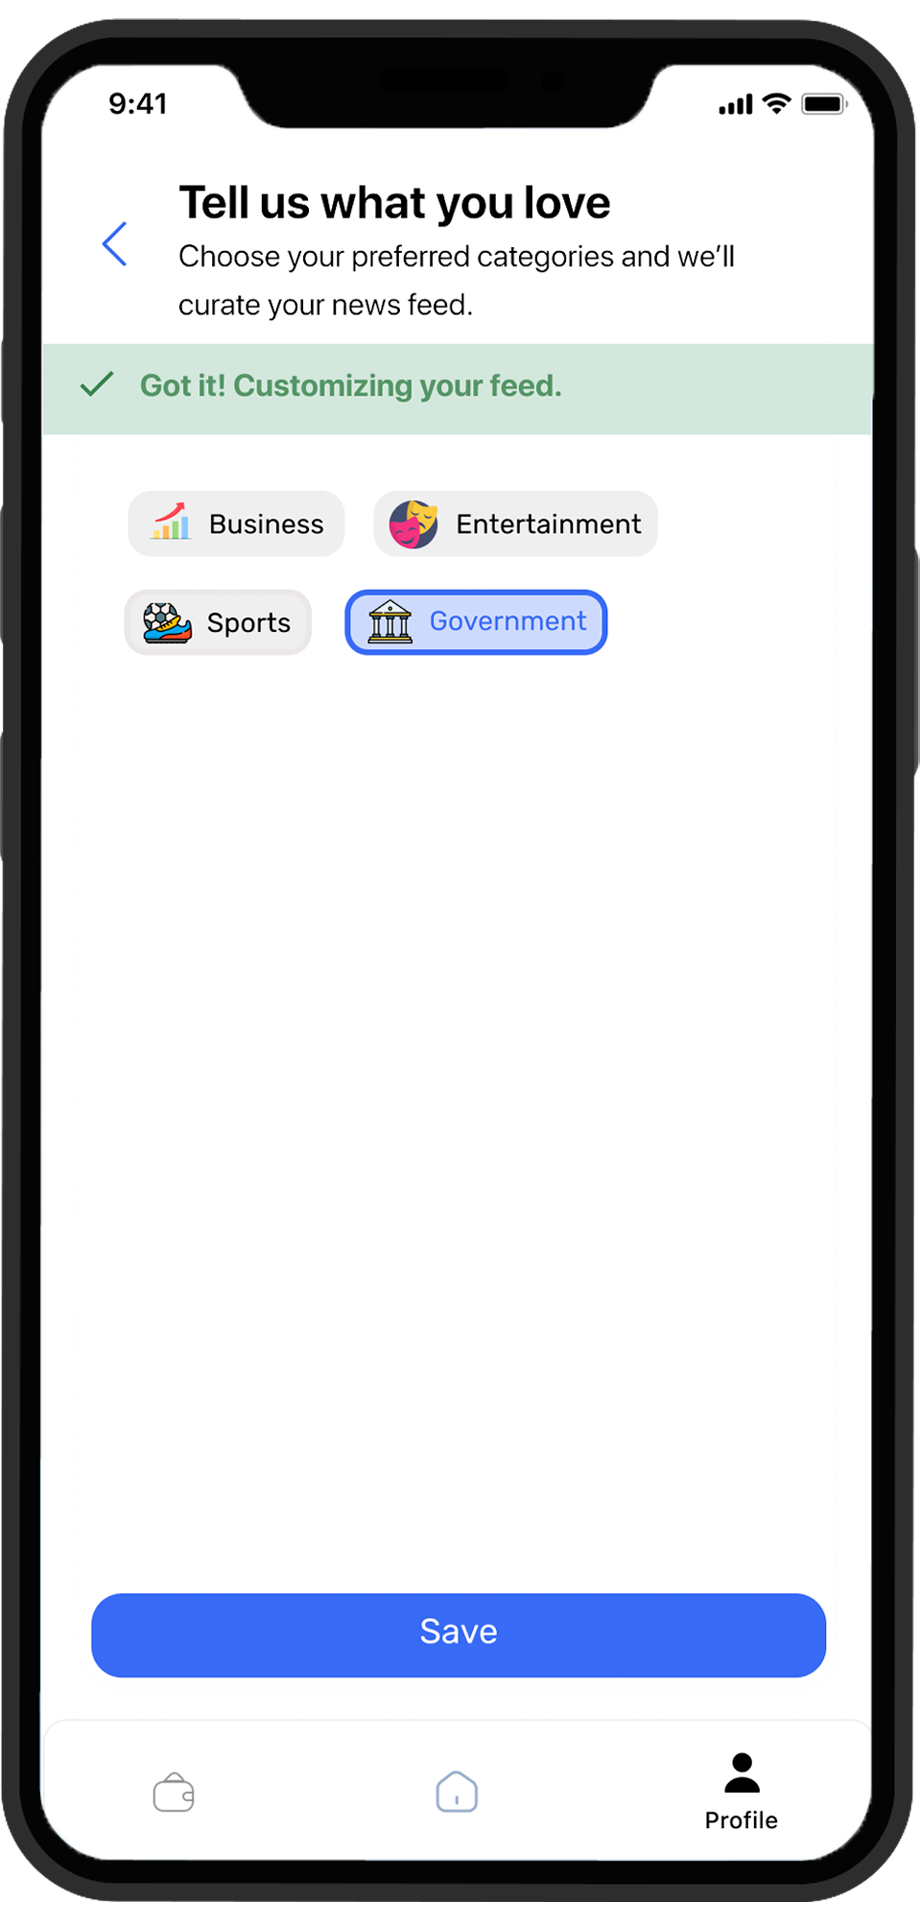 9:41
Tell us what you love
Choose your preferred categories and we’ll
curate your news feed.
Got it! Customizing your feed.
Business
Entertainment
Sports
Government
Save
Profile